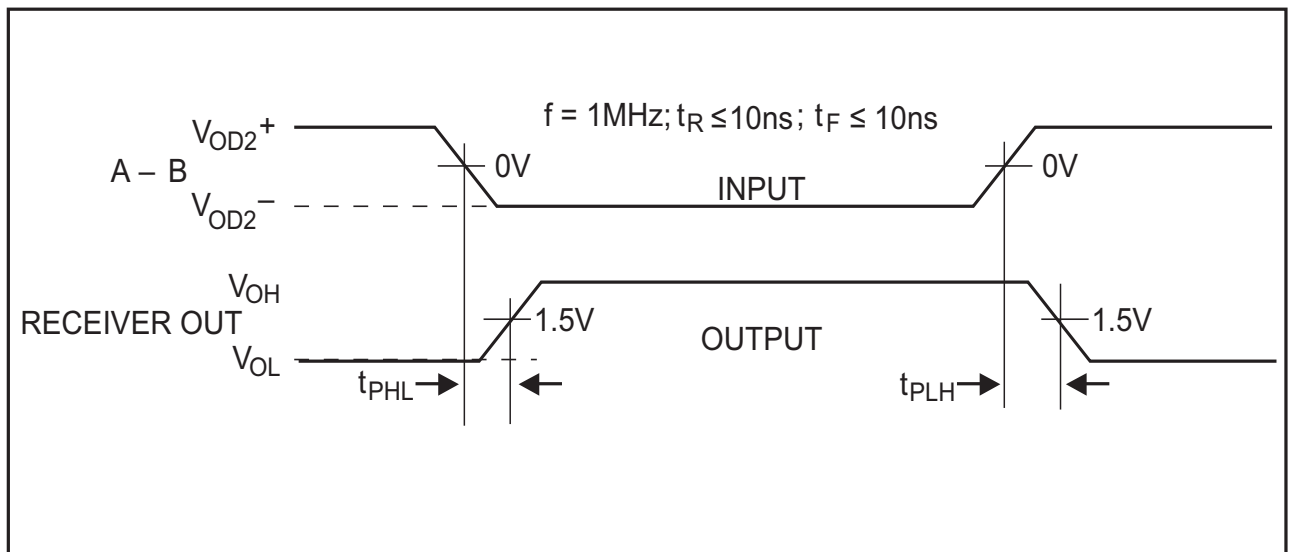 f = 1MHz; tR ≤ 10ns; tF ≤ 10ns
VOD2+
A – B
0V
0V
INPUT
VOD2–
VOH
RECEIVER OUT
1.5V
1.5V
OUTPUT
VOL
tPHL
tPLH